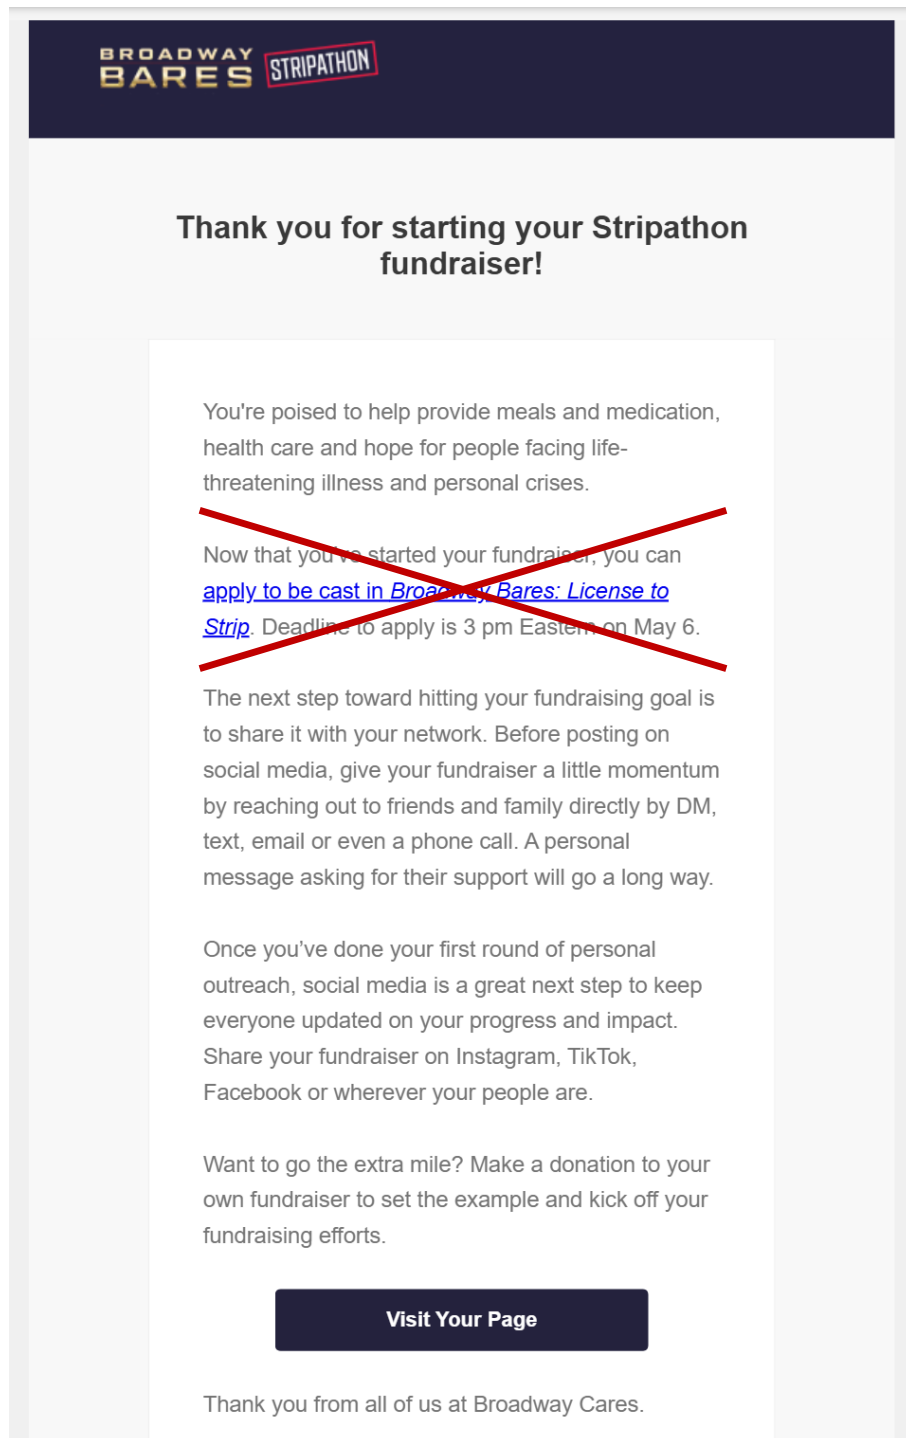 BROADWAY
BARES STRIPATHON
Thank you for starting your Stripathon
fundraiser!
You're poised to help provide meals and medication,
health care and hope for people facing life-
threatening illness and personal crises.
Now that you've started your fundraiser, you can
apply to be cast in Broadway Bares: License to
Strip. Deadline to apply is 3 pm Eastern on May 6.
The next step toward hitting your fundraising goal is
to share it with your network. Before posting on
social media, give your fundraiser a little momentum
by reaching out to friends and family directly by DM,
text, email or even a phone call. A personal
message asking for their support will go a long way.
Once you’ve done your first round of personal
outreach, social media is a great next step to keep
everyone updated on your progress and impact.
Share your fundraiser on Instagram, TikTok,
Facebook or wherever your people are.
Want to go the extra mile? Make a donation to your
own fundraiser to set the example and kick off your
fundraising efforts.
Visit Your Page
Thank you from all of us at Broadway Cares.